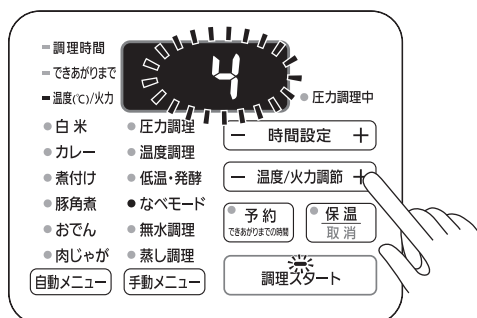 調理時間
できあがりまで
温度(℃)/火力
4
圧力調理中
白米
カレー
煮付け
豚角煮
おでん
肉じゃが
自動メニュー
圧力調理
温度調理
低温・発酵
なべモード
無水調理
蒸し調理
手動メニュー
− 時間設定 +
− 温度/火力調節 +
予約
できあがりまでの時間
保温
取消
調理スタート